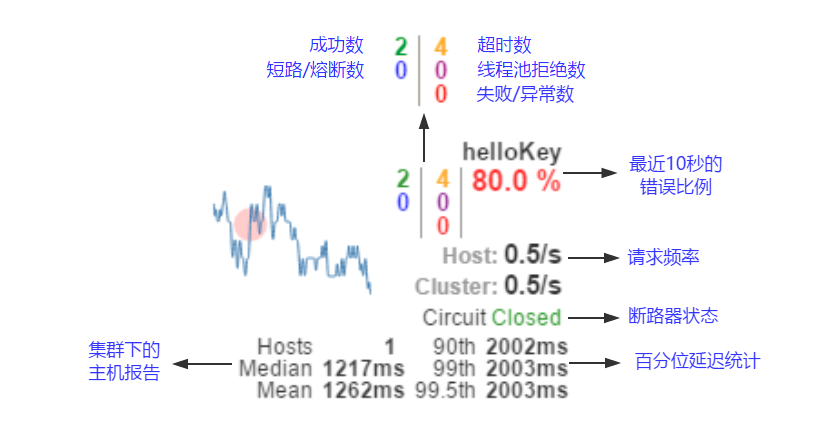 成功数 2 4 超时数
短路/熔断数 0 0 线程池拒绝数
0 失败/异常数
helloKey
2 4 80.0 %
0 0
0
最近10秒的
错误比例
Host: 0.5/s 请求频率
Cluster: 0.5/s
Circuit Closed 断路器状态
集群下的
主机报告
Hosts 1 90th 2002ms
Median 1217ms 99th 2003ms
Mean 1262ms 99.5th 2003ms
百分位延迟统计